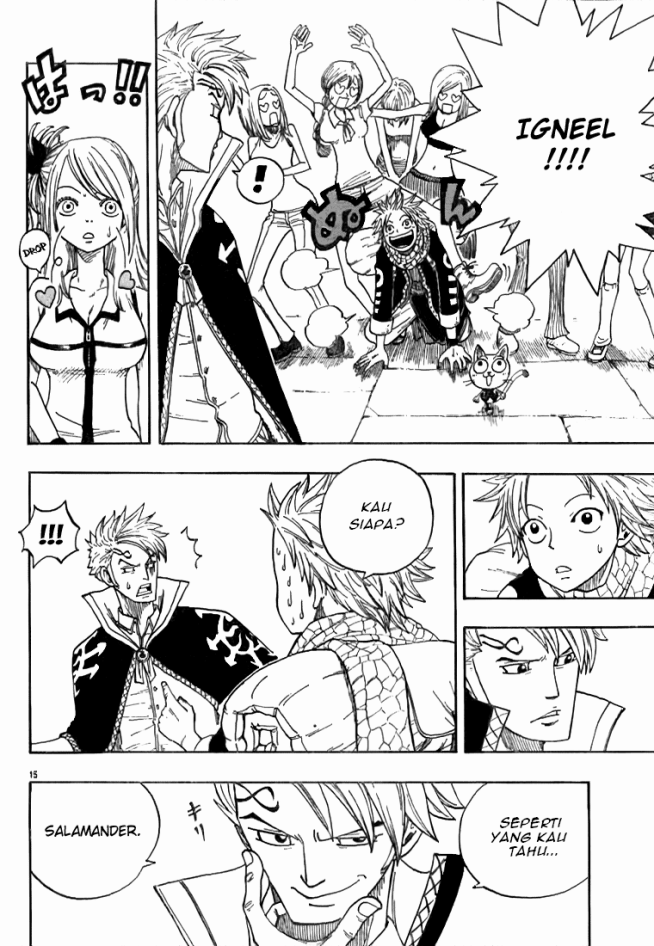 IGNEEL
!!!!
!
ぬん
はっ!!
DROP
KAU
SIAPA?
!!!
15
SEPERTI
YANG KAU
TAHU...
キリ
SALAMANDER.